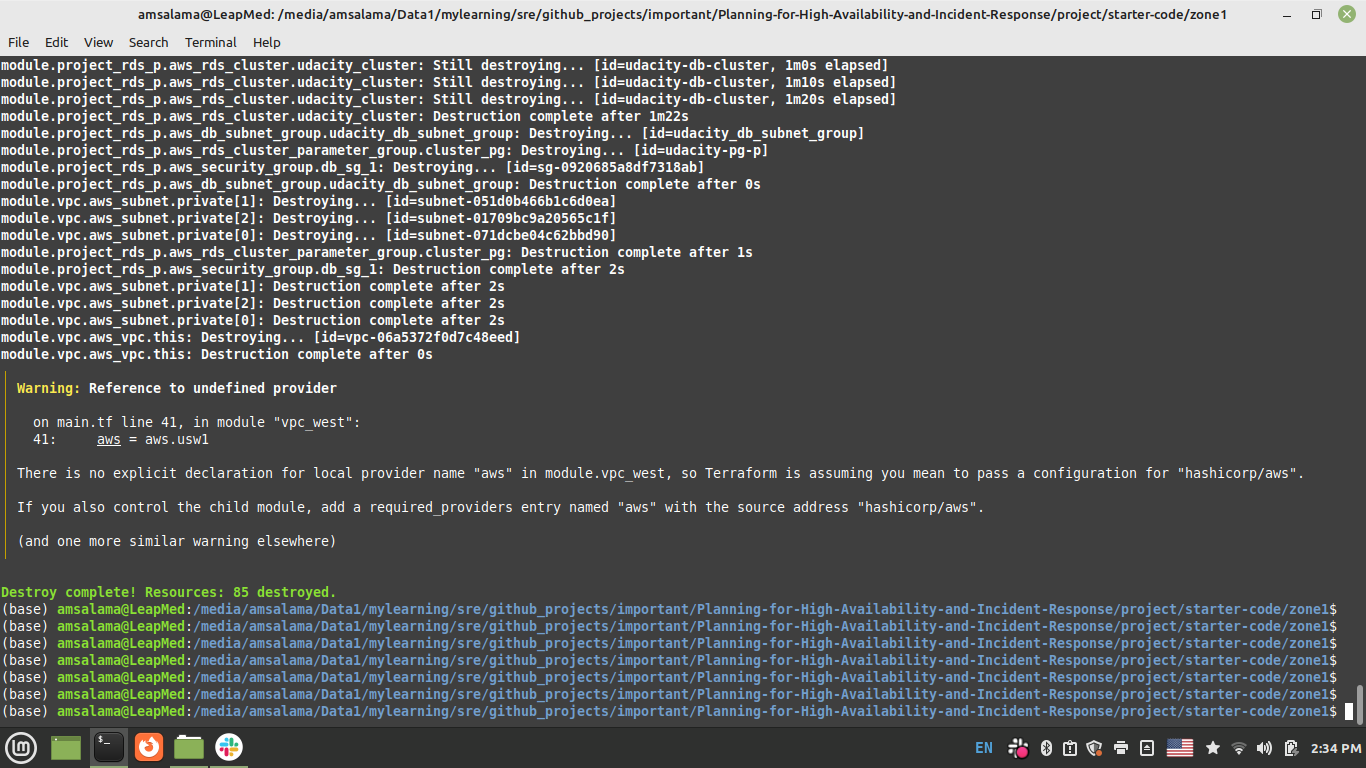 amsalama@LeapMed: /media/amsalama/Data1/mylearning/sre/github_projects/important/Planning-for-High-Availability-and-Incident-Response/project/starter-code/zone1
File Edit View Search Terminal Help
module.project_rds_p.aws_rds_cluster.udacity_cluster: Still destroying... [id=udacity-db-cluster, 1m0s elapsed]
module.project_rds_p.aws_rds_cluster.udacity_cluster: Still destroying... [id=udacity-db-cluster, 1m10s elapsed]
module.project_rds_p.aws_rds_cluster.udacity_cluster: Still destroying... [id=udacity-db-cluster, 1m20s elapsed]
module.project_rds_p.aws_rds_cluster.udacity_cluster: Destruction complete after 1m22s
module.project_rds_p.aws_db_subnet_group.udacity_db_subnet_group: Destroying... [id=udacity_db_subnet_group]
module.project_rds_p.aws_rds_cluster_parameter_group.cluster_pg: Destroying... [id=udacity-pg-p]
module.project_rds_p.aws_security_group.db_sg_1: Destroying... [id=sg-0920685a8df7318ab]
module.project_rds_p.aws_db_subnet_group.udacity_db_subnet_group: Destruction complete after 0s
module.vpc.aws_subnet.private[1]: Destroying... [id=subnet-051d0b466b1c6d0ea]
module.vpc.aws_subnet.private[2]: Destroying... [id=subnet-01709bc9a20565c1f]
module.vpc.aws_subnet.private[0]: Destroying... [id=subnet-071dcbe04c62bbd90]
module.project_rds_p.aws_rds_cluster_parameter_group.cluster_pg: Destruction complete after 1s
module.project_rds_p.aws_security_group.db_sg_1: Destruction complete after 2s
module.vpc.aws_subnet.private[1]: Destruction complete after 2s
module.vpc.aws_subnet.private[2]: Destruction complete after 2s
module.vpc.aws_subnet.private[0]: Destruction complete after 2s
module.vpc.aws_vpc.this: Destroying... [id=vpc-06a5372f0d7c48eed]
module.vpc.aws_vpc.this: Destruction complete after 0s
Warning: Reference to undefined provider
on main.tf line 41, in module "vpc_west":
41: aws = aws.usw1
There is no explicit declaration for local provider name "aws" in module.vpc_west, so Terraform is assuming you mean to pass a configuration for "hashicorp/aws".
If you also control the child module, add a required_providers entry named "aws" with the source address "hashicorp/aws".
(and one more similar warning elsewhere)
Destroy complete! Resources: 85 destroyed.
(base) amsalama@LeapMed:/media/amsalama/Data1/mylearning/sre/github_projects/important/Planning-for-High-Availability-and-Incident-Response/project/starter-code/zone1$
(base) amsalama@LeapMed:/media/amsalama/Data1/mylearning/sre/github_projects/important/Planning-for-High-Availability-and-Incident-Response/project/starter-code/zone1$
(base) amsalama@LeapMed:/media/amsalama/Data1/mylearning/sre/github_projects/important/Planning-for-High-Availability-and-Incident-Response/project/starter-code/zone1$
(base) amsalama@LeapMed:/media/amsalama/Data1/mylearning/sre/github_projects/important/Planning-for-High-Availability-and-Incident-Response/project/starter-code/zone1$
(base) amsalama@LeapMed:/media/amsalama/Data1/mylearning/sre/github_projects/important/Planning-for-High-Availability-and-Incident-Response/project/starter-code/zone1$
(base) amsalama@LeapMed:/media/amsalama/Data1/mylearning/sre/github_projects/important/Planning-for-High-Availability-and-Incident-Response/project/starter-code/zone1$
(base) amsalama@LeapMed:/media/amsalama/Data1/mylearning/sre/github_projects/important/Planning-for-High-Availability-and-Incident-Response/project/starter-code/zone1$
EN 2:34 PM